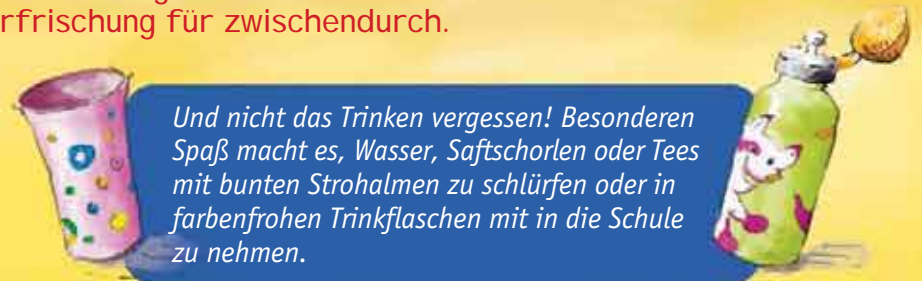 für zwischendurch.
Und nicht das Trinken vergessen! Besonderen
Spaß macht es, Wasser, Saftschorlen oder Tees
mit bunten Strohalmen zu schlürfen oder in
farbenfrohen Trinkflaschen mit in die Schule
zu nehmen.